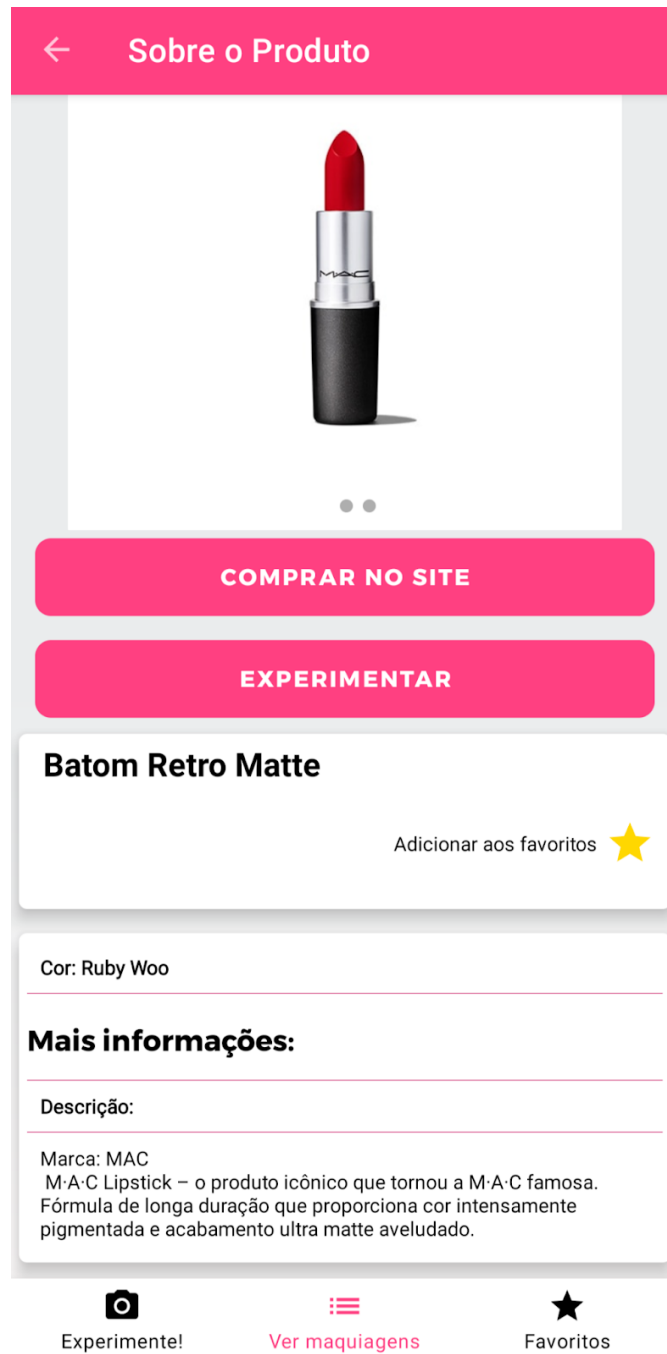 Sobre o Produto
MAC
COMPRAR NO SITE
EXPERIMENTAR
Batom Retro Matte
Adicionar aos favoritos
Cor: Ruby Woo
Mais informações:
Descrição:
Marca: MAC
M·A·C Lipstick – o produto icônico que tornou a M·A·C famosa.
Fórmula de longa duração que proporciona cor intensamente
pigmentada e acabamento ultra matte aveludado.
Experimente!
Ver maquiagens
Favoritos